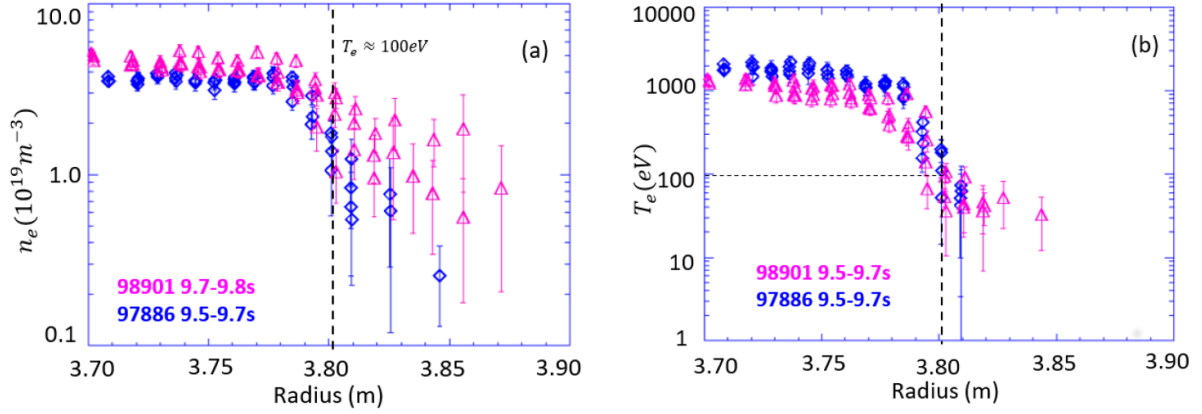 10.0
1.0
0.1
n_e(10^{19}m^{-3})
T_e ≈ 100eV
(a)
98901 9.7-9.8s
97886 9.5-9.7s
3.70 3.75 3.80 3.85 3.90
Radius (m)
10000
1000
100
10
1
T_e(eV)
(b)
98901 9.5-9.7s
97886 9.5-9.7s
3.70 3.75 3.80 3.85 3.90
Radius (m)